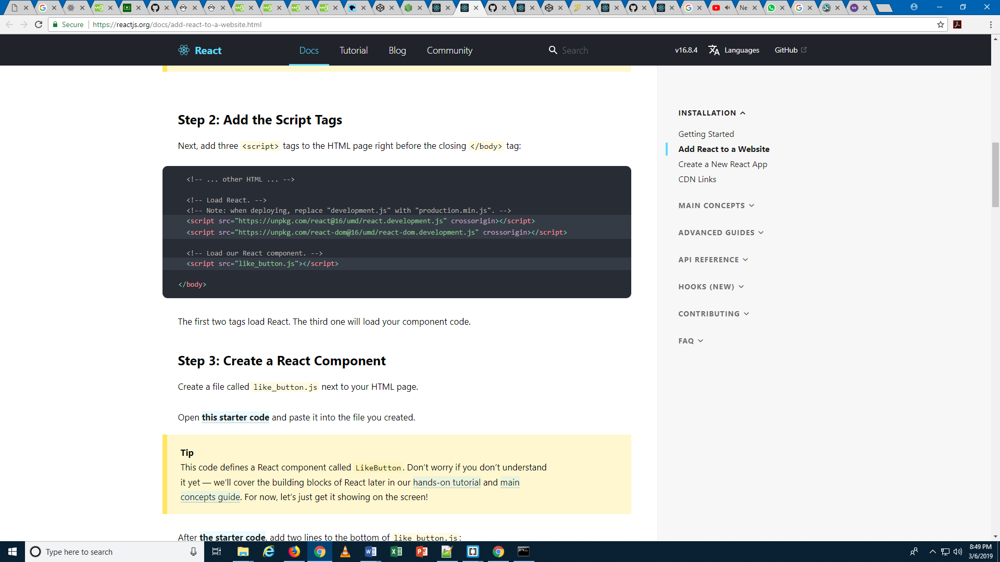 Ne
Secure
https://reactjs.org/docs/add-react-to-a-website.html
React
Docs
Tutorial
Blog
Community
Search
v16.8.4
Languages
GitHub
Step 2: Add the Script Tags
Next, add three <script> tags to the HTML page right before the closing </body> tag:
<!-- ... other HTML ... -->
<!-- Load React. -->
<!-- Note: when deploying, replace "development.js" with "production.min.js". -->
<script src="https://unpkg.com/react@16/umd/react.development.js" crossorigin></script>
<script src="https://unpkg.com/react-dom@16/umd/react-dom.development.js" crossorigin></script>
<!-- Load our React component. -->
<script src="like_button.js"></script>
</body>
The first two tags load React. The third one will load your component code.
Step 3: Create a React Component
Create a file called like_button.js next to your HTML page.
Open this starter code and paste it into the file you created.
Tip
This code defines a React component called LikeButton. Don’t worry if you don’t understand
it yet — we’ll cover the building blocks of React later in our hands-on tutorial and main
concepts guide. For now, let’s just get it showing on the screen!
After the starter code, add two lines to the bottom of like_button.js:
INSTALLATION
Getting Started
Add React to a Website
Create a New React App
CDN Links
MAIN CONCEPTS
ADVANCED GUIDES
API REFERENCE
HOOKS (NEW)
CONTRIBUTING
FAQ
Type here to search
8:49 PM
3/6/2019